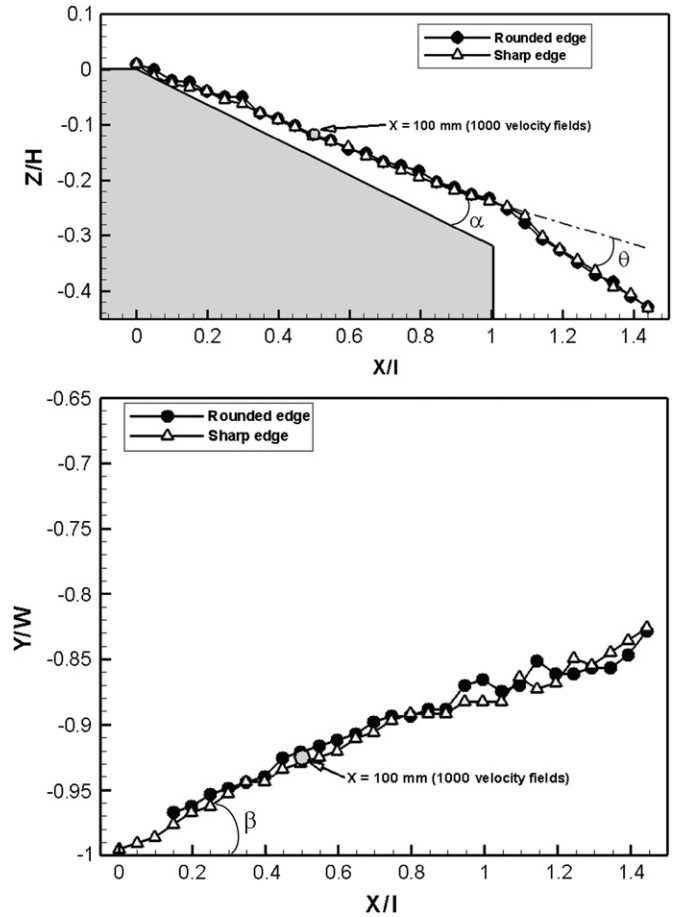 0.1
0
-0.1
-0.2
-0.3
-0.4
Z/H
Rounded edge
Sharp edge
X = 100 mm (1000 velocity fields)
α
θ
0 0.2 0.4 0.6 0.8 1 1.2 1.4
X/l
-0.65
-0.7
-0.75
-0.8
-0.85
-0.9
-0.95
-1
Y/W
Rounded edge
Sharp edge
X = 100 mm (1000 velocity fields)
β
0 0.2 0.4 0.6 0.8 1 1.2 1.4
X/l